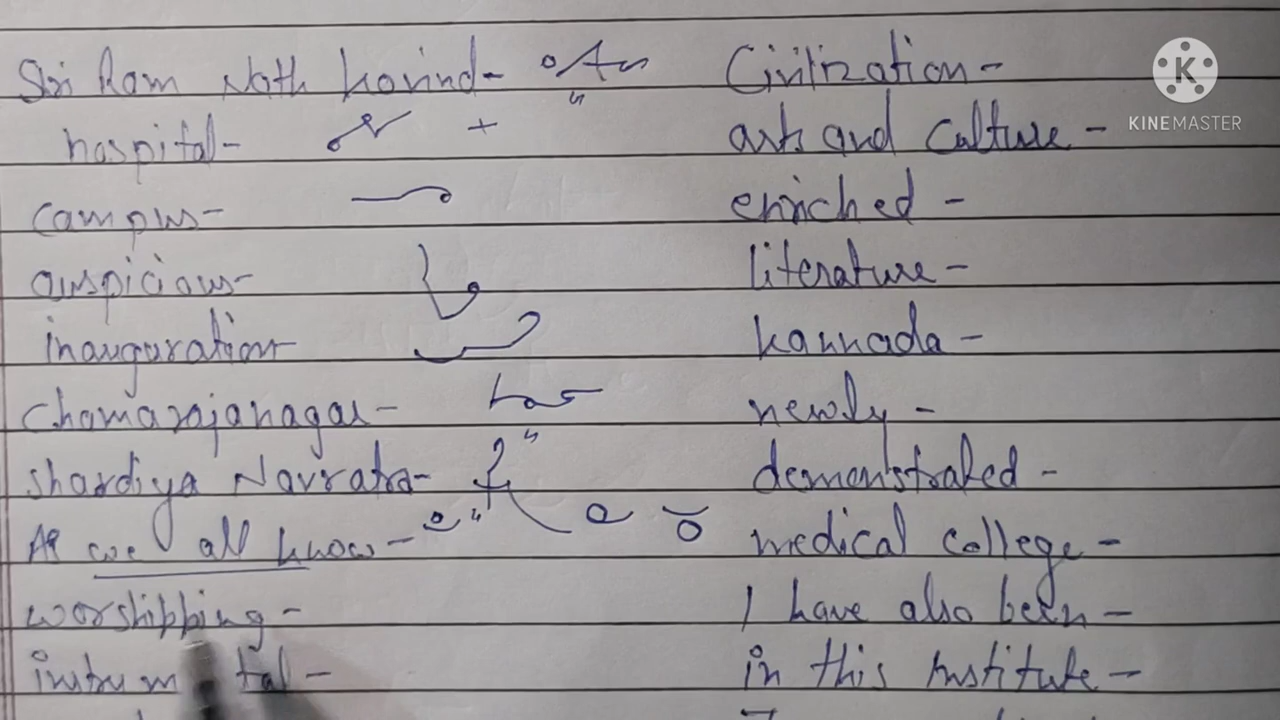 Sri Ram Nath Kovind-
hospital-
campus-
auspicious-
inauguration
Chamarajanagar-
Shardiya Navratra-
As we all know-
worshipping-
Civilization-
arts and culture-
enriched-
literature-
kannada-
newly-
demonstrated-
medical college-
I have also been-
in this Institute-
K
KINEMASTER